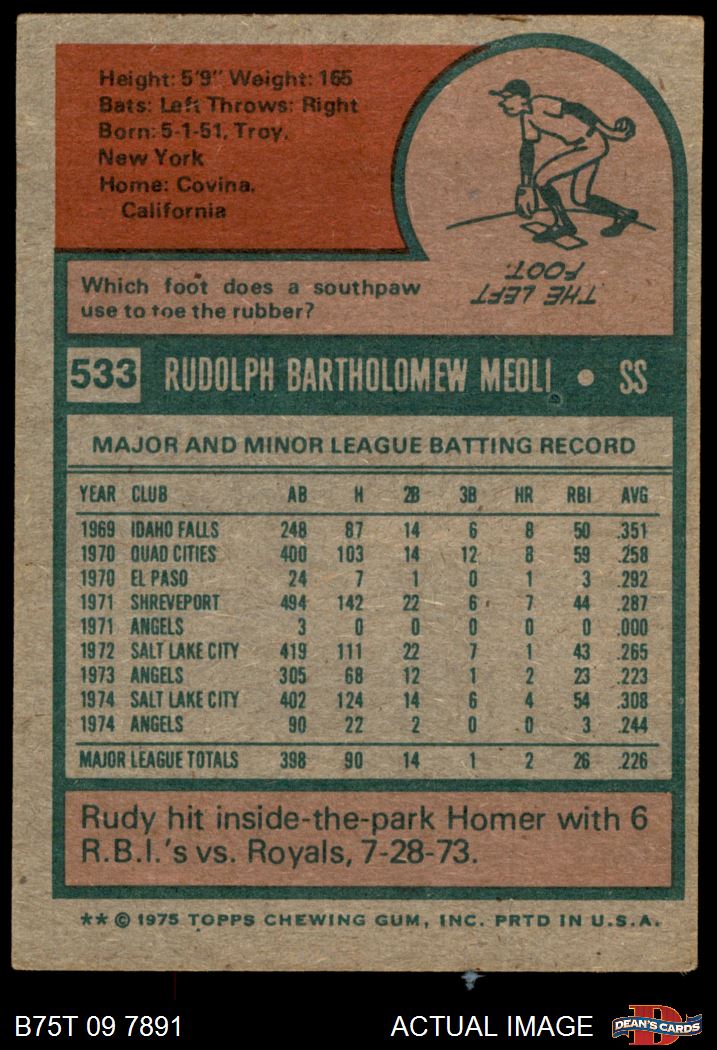 Height: 5'9" Weight: 165
Bats: Left Throws: Right
Born: 5-1-51, Troy,
New York
Home: Covina,
California
Which foot does a southpaw
use to toe the rubber?
THE LEFT
FOOT.
533 RUDOLPH BARTHOLOMEW MEOLI • SS
MAJOR AND MINOR LEAGUE BATTING RECORD
YEAR CLUB AB H 2B 3B HR RBI AVG
1969 IDAHO FALLS 248 87 14 6 8 50 .351
1970 QUAD CITIES 400 103 14 12 8 59 .258
1970 EL PASO 24 7 1 0 1 3 .292
1971 SHREVEPORT 494 142 22 6 7 44 .287
1971 ANGELS 3 0 0 0 0 0 .000
1972 SALT LAKE CITY 419 111 22 7 1 43 .265
1973 ANGELS 305 68 12 1 2 23 .223
1974 SALT LAKE CITY 402 124 14 6 4 54 .308
1974 ANGELS 90 22 2 0 0 3 .244
MAJOR LEAGUE TOTALS 398 90 14 1 2 26 .226
Rudy hit inside-the-park Homer with 6
R.B.I.'s vs. Royals, 7-28-73.
** © 1975 TOPPS CHEWING GUM, INC. PRTD IN U.S.A.
B75T 09 7891 ACTUAL IMAGE DEAN'S CARDS